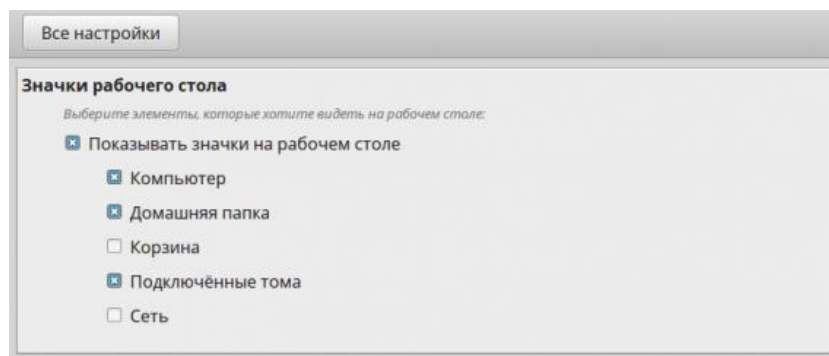 Все настройки
Значки рабочего стола
Выберите элементы, которые хотите видеть на рабочем столе:
Показывать значки на рабочем столе
Компьютер
Домашняя папка
Корзина
Подключённые тома
Сеть